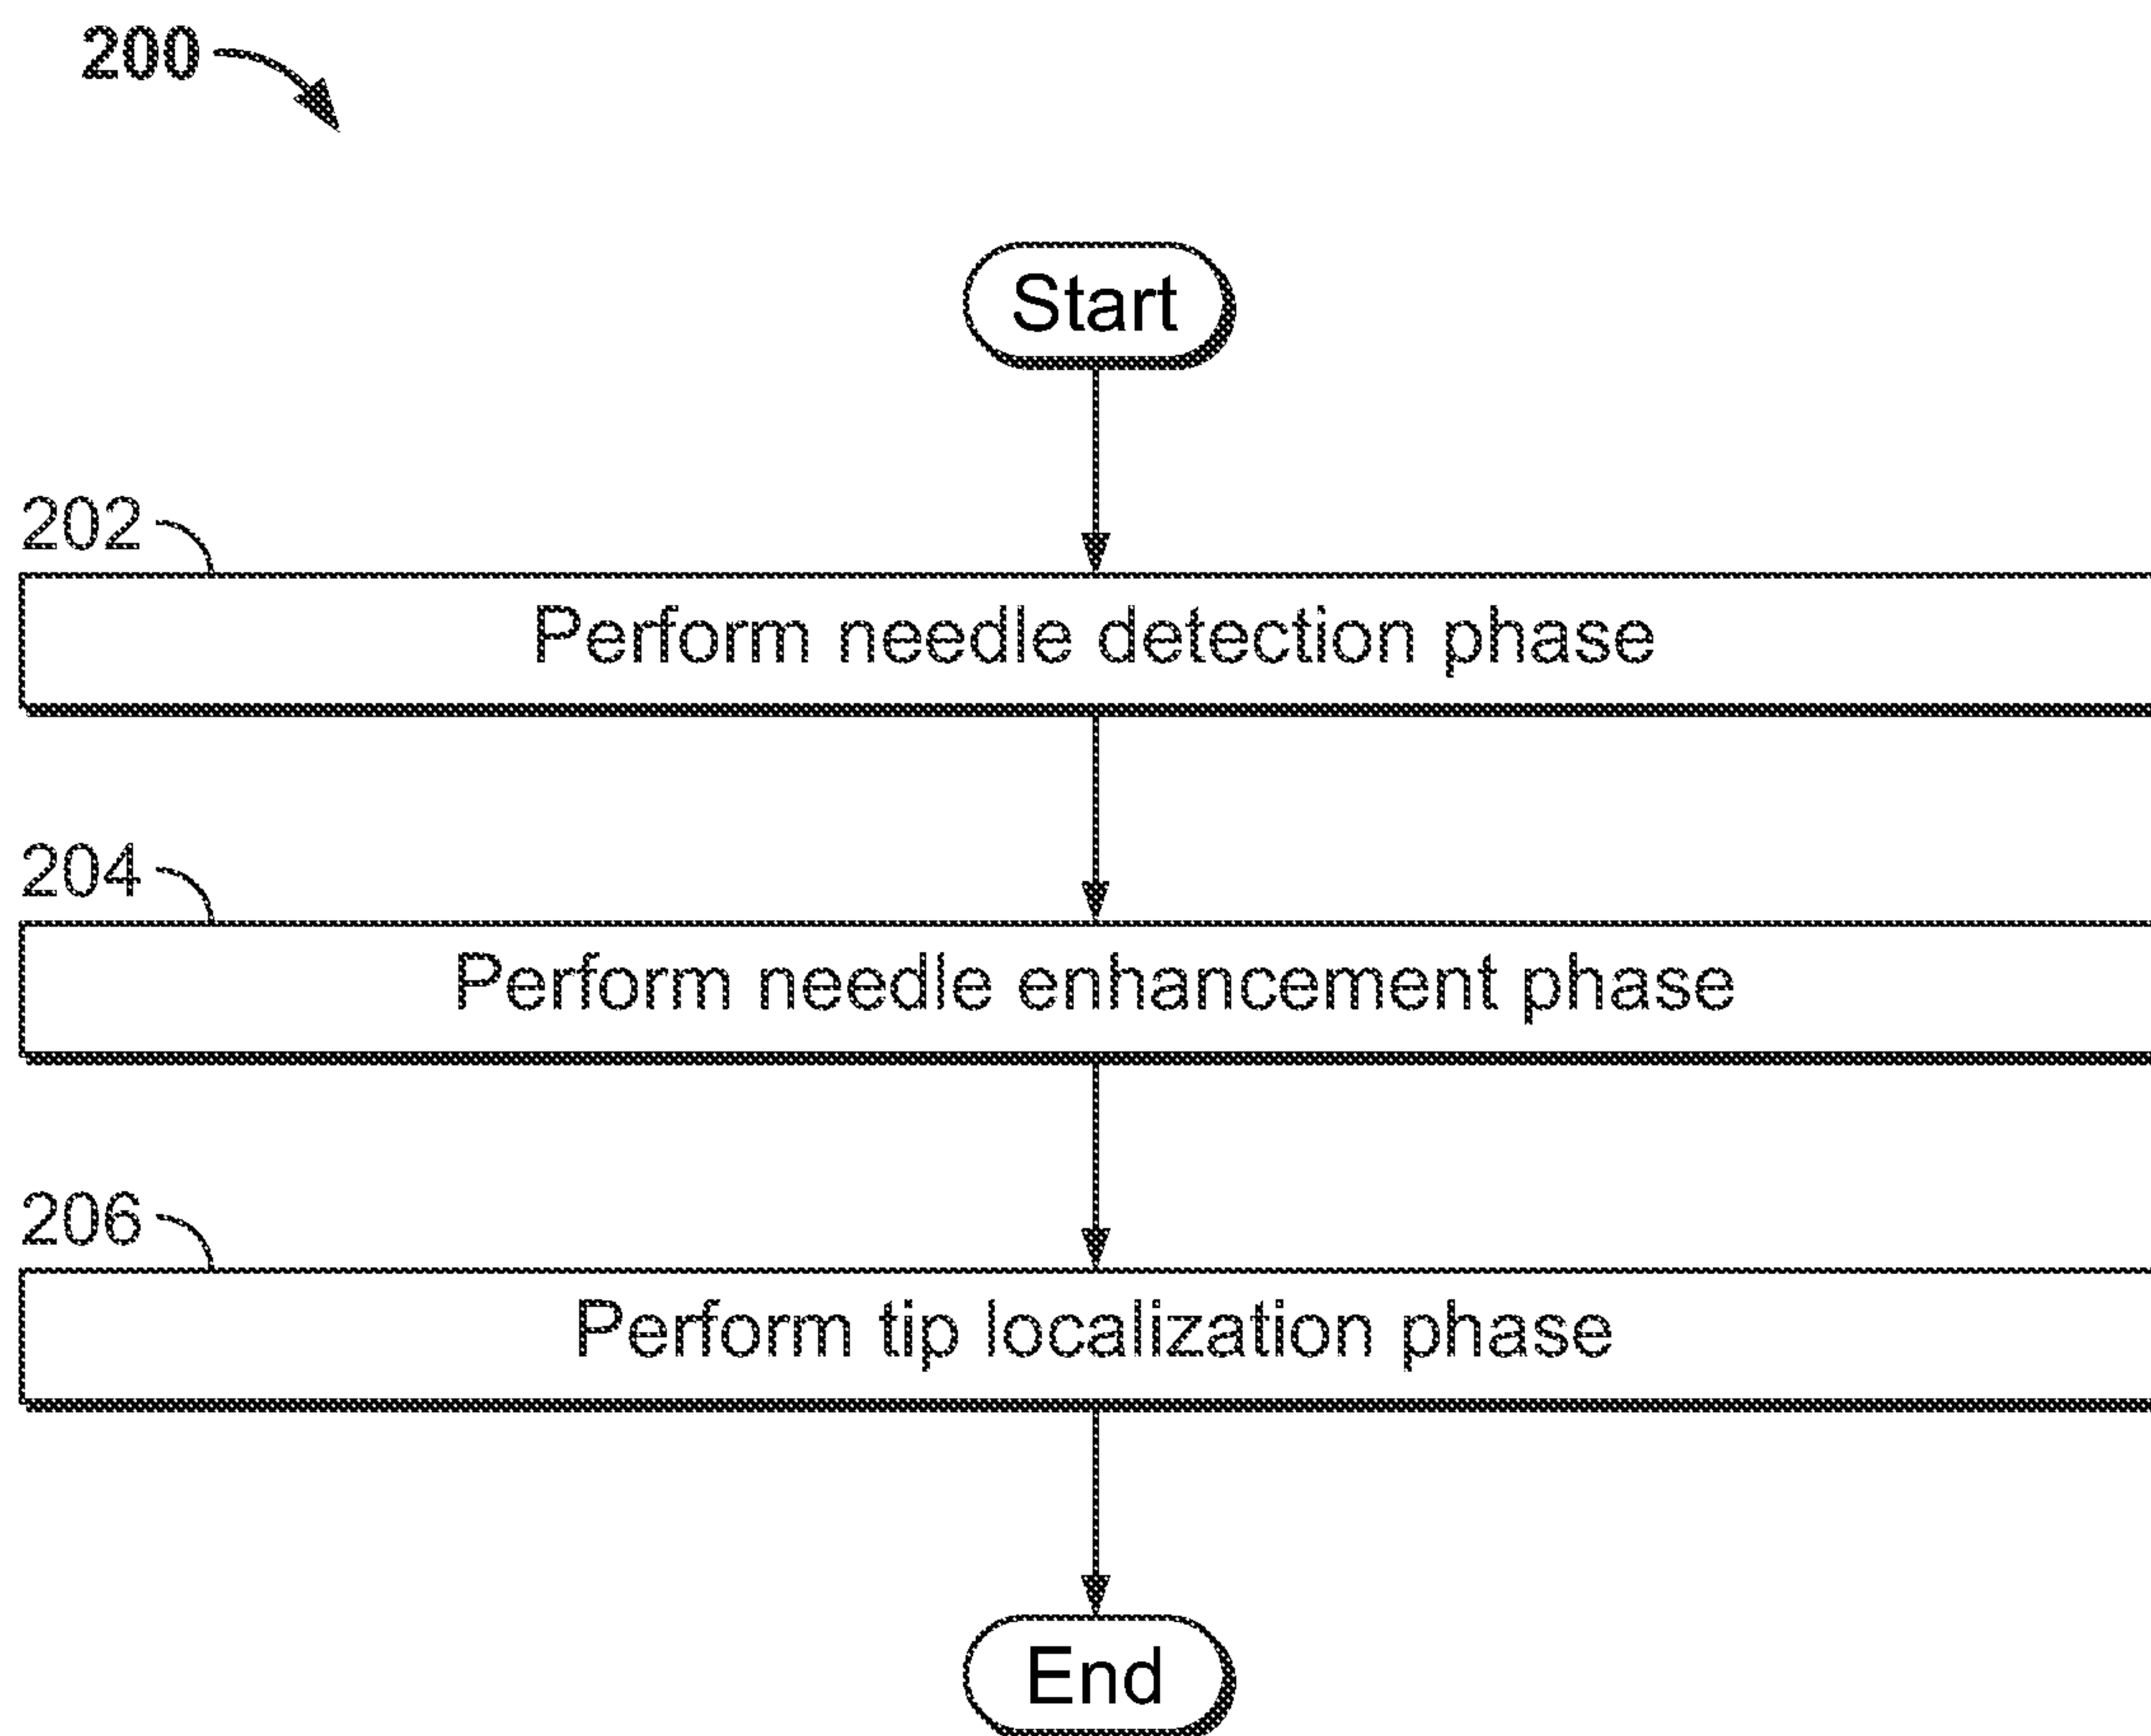 200
Start
202
Perform needle detection phase
204
Perform needle enhancement phase
206
Perform tip localization phase
End